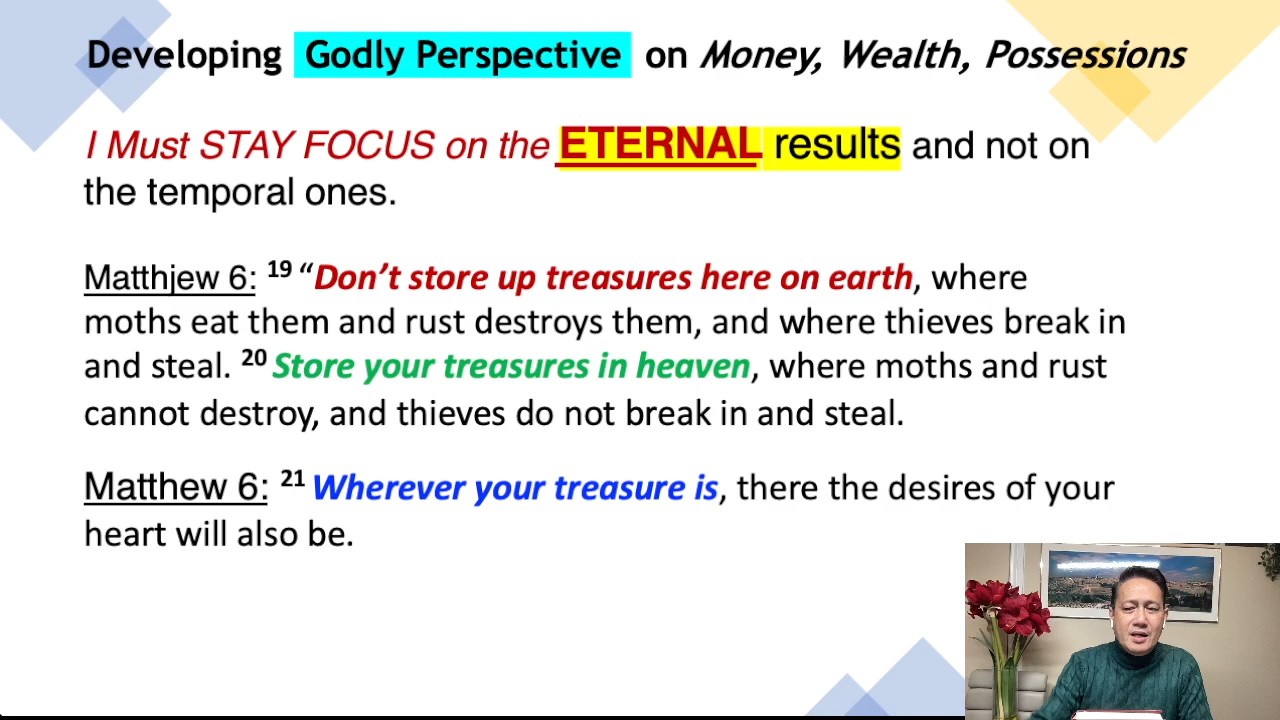 Developing Godly Perspective on Money, Wealth, Possessions
I Must STAY FOCUS on the ETERNAL results and not on
the temporal ones.
Matthjew 6: 19 “Don’t store up treasures here on earth, where
moths eat them and rust destroys them, and where thieves break in
and steal. 20 Store your treasures in heaven, where moths and rust
cannot destroy, and thieves do not break in and steal.
Matthew 6: 21 Wherever your treasure is, there the desires of your
heart will also be.